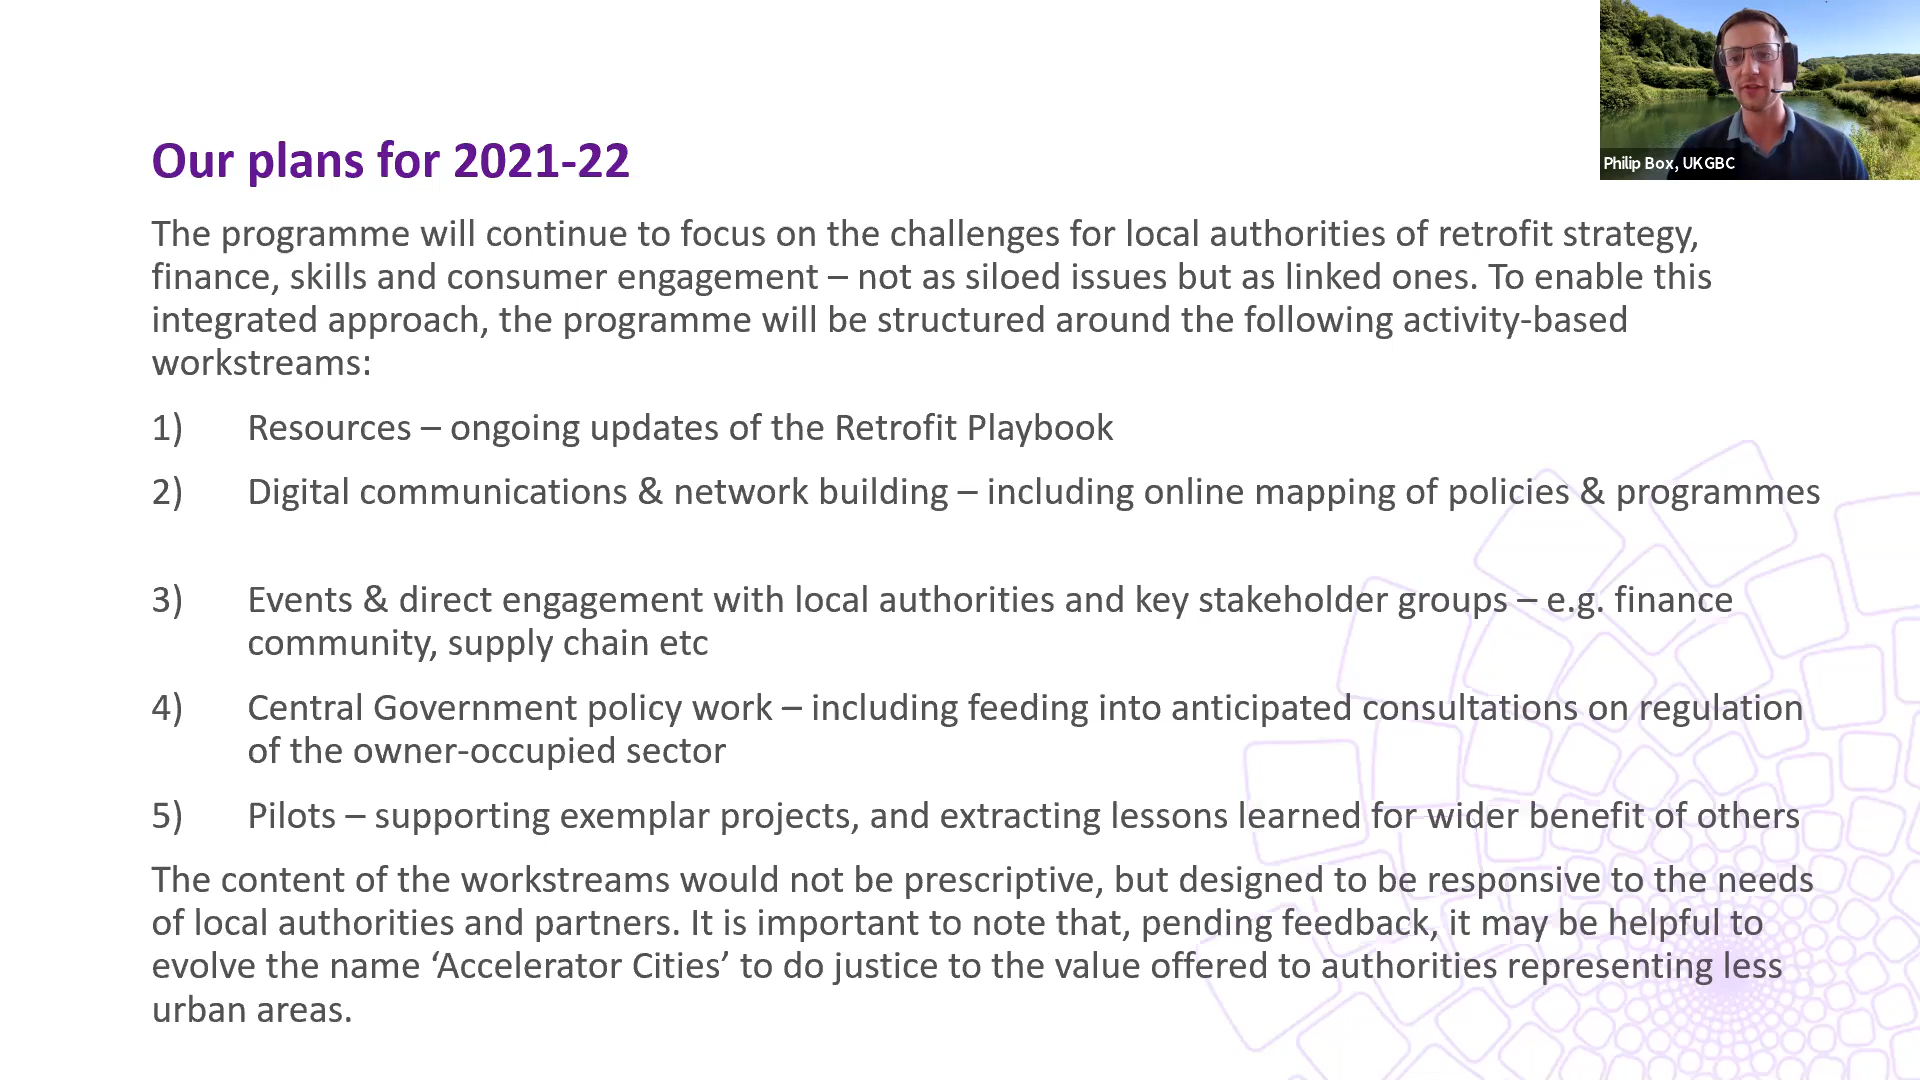 Philip Box, UKGBC
Our plans for 2021-22
The programme will continue to focus on the challenges for local authorities of retrofit strategy,
finance, skills and consumer engagement – not as siloed issues but as linked ones. To enable this
integrated approach, the programme will be structured around the following activity-based
workstreams:
1) Resources – ongoing updates of the Retrofit Playbook
2) Digital communications & network building – including online mapping of policies & programmes
3) Events & direct engagement with local authorities and key stakeholder groups – e.g. finance
community, supply chain etc
4) Central Government policy work – including feeding into anticipated consultations on regulation
of the owner-occupied sector
5) Pilots – supporting exemplar projects, and extracting lessons learned for wider benefit of others
The content of the workstreams would not be prescriptive, but designed to be responsive to the needs
of local authorities and partners. It is important to note that, pending feedback, it may be helpful to
evolve the name ‘Accelerator Cities’ to do justice to the value offered to authorities representing less
urban areas.